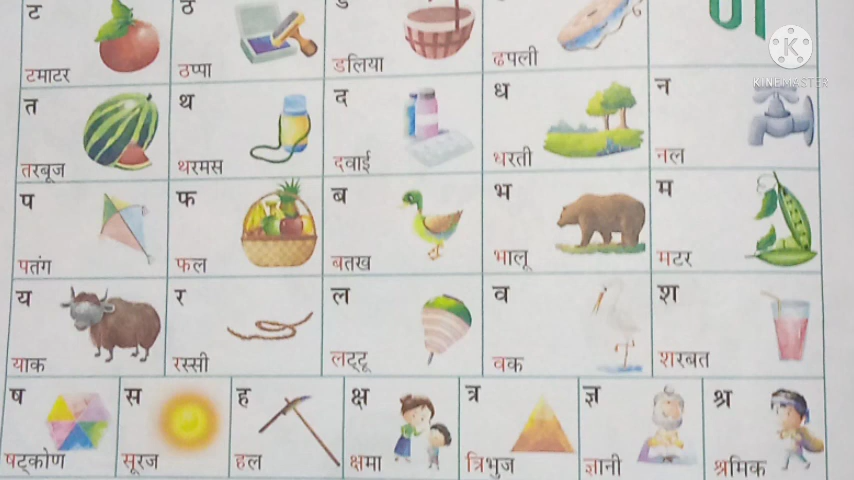 ट ठ ड ढ ण
टमाटर ठप्पा डलिया ढपली
त थ द ध न
तरबूज थरमस दवाई धरती नल
प फ ब भ म
पतंग फल बतख भालू मटर
य र ल व श
याक रस्सी लट्टू वक शरबत
ष स ह क्ष त्र ज्ञ श्र
षट्कोण सूरज हल क्षमा त्रिभुज ज्ञानी श्रमिक
KINEMASTER